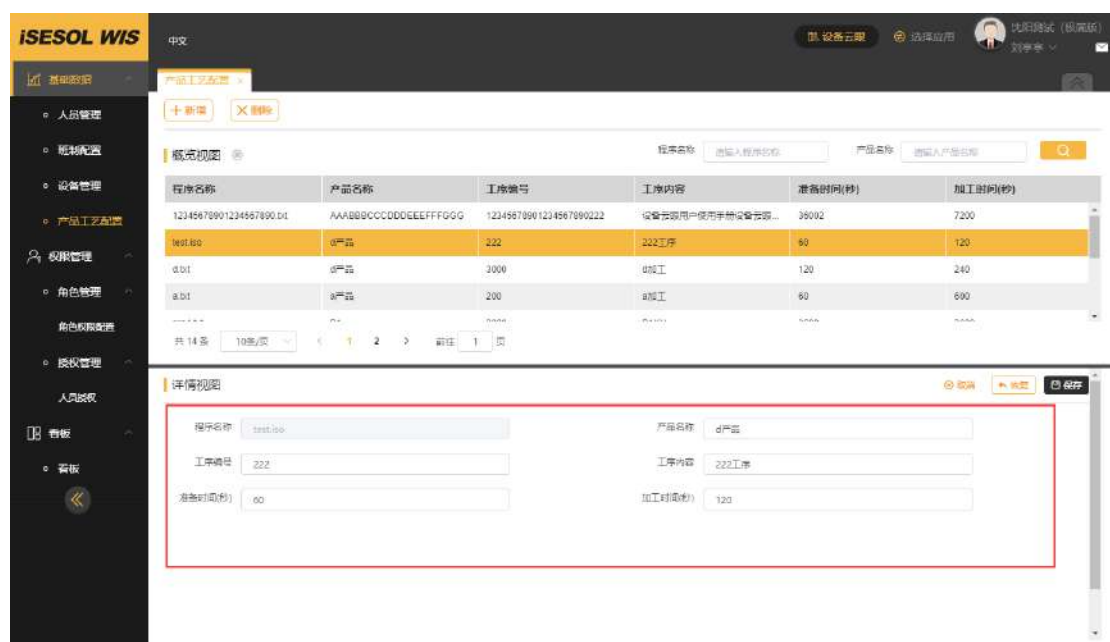 iSESOL WIS
中文
设备云眼
选择应用
基础数据
产品工艺配置 ×
人员管理
新增
删除
班制配置
概览视图
程序名称
请输入程序名称
产品名称
请输入产品名称
设备管理
程序名称 产品名称 工序编号 工序内容 准备时间(秒) 加工时间(秒)
产品工艺配置
12345678901234567890.txt AAABBBCCCDDDEEEFFFGGG 12345678901234567890222 设备云眼用户使用手册设备云眼... 36002 7200
test.iso d产品 222 222工序 60 120
权限管理
d.txt d产品 3000 d加工 120 240
角色管理
a.txt a产品 200 a加工 60 600
角色权限配置
共 14 条 10条/页 < 1 2 > 前往 1 页
授权管理
详情视图
取消
恢复
保存
人员授权
看板
程序名称 test.iso 产品名称 d产品
看板
工序编号 222 工序内容 222工序
准备时间(秒) 60 加工时间(秒) 120